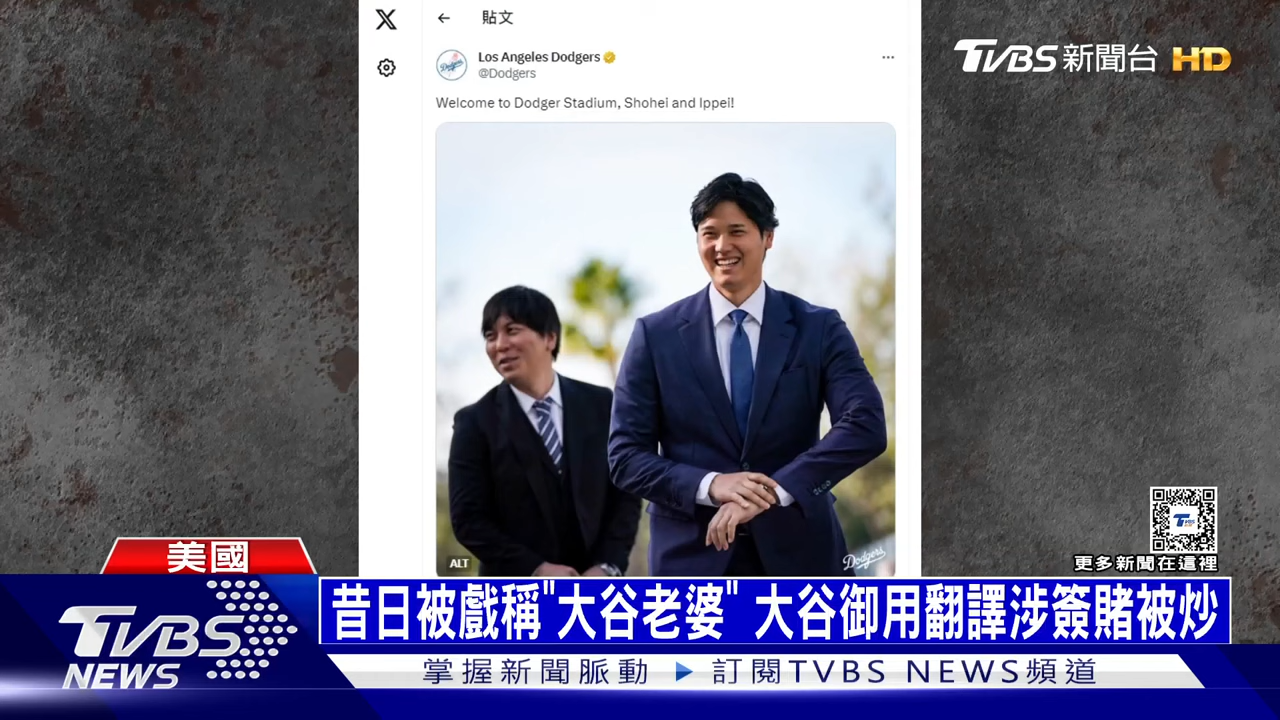 貼文
Los Angeles Dodgers
@Dodgers
Welcome to Dodger Stadium, Shohei and Ippei!
TVBS新聞台 HD
ALT
Dodgers
更多新聞在這裡
美國
昔日被戲稱"大谷老婆" 大谷御用翻譯涉簽賭被炒
TVBS NEWS
掌握新聞脈動 ▶ 訂閱TVBS NEWS頻道